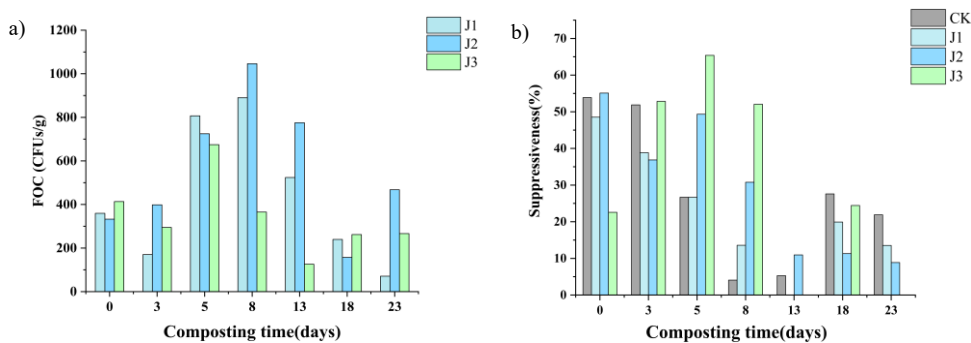 a)
1200
1000
800
600
400
200
0
FOC (CFUs/g)
J1
J2
J3
0 3 5 8 13 18 23
Composting time(days)
b)
70
60
50
40
30
20
10
0
Suppressiveness(%)
CK
J1
J2
J3
0 3 5 8 13 18 23
Composting time(days)